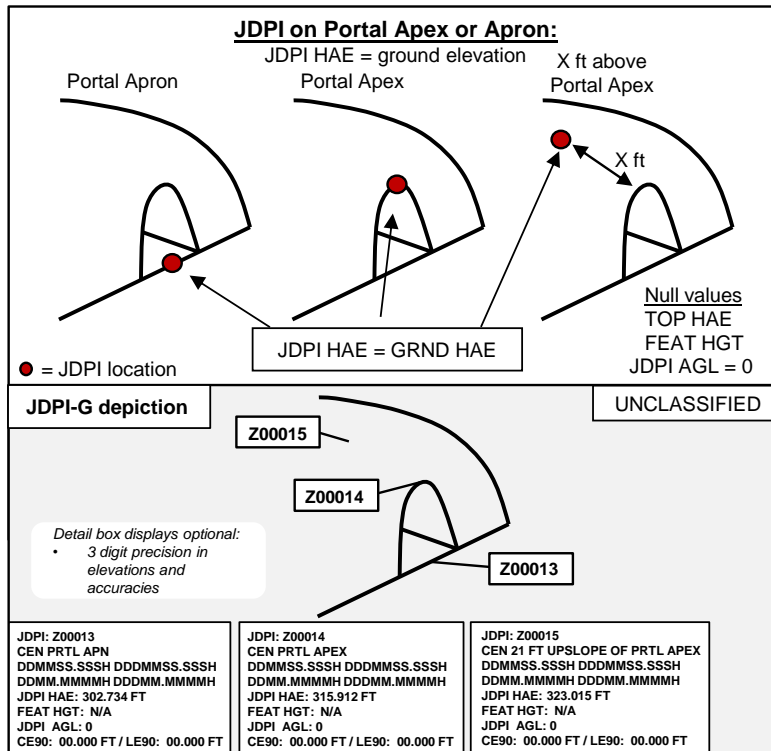 JDPI on Portal Apex or Apron:
JDPI HAE = ground elevation
Portal Apron
Portal Apex
X ft above
Portal Apex
X ft
Null values
TOP HAE
FEAT HGT
JDPI AGL = 0
JDPI HAE = GRND HAE
= JDPI location
JDPI-G depiction
UNCLASSIFIED
Z00015
Z00014
Z00013
Detail box displays optional:
• 3 digit precision in
elevations and
accuracies
JDPI: Z00013
CEN PRTL APN
DDMMSS.SSSH DDDMMSS.SSSH
DDMM.MMMMH DDDMM.MMMMH
JDPI HAE: 302.734 FT
FEAT HGT: N/A
JDPI AGL: 0
CE90: 00.000 FT / LE90: 00.000 FT
JDPI: Z00014
CEN PRTL APEX
DDMMSS.SSSH DDDMMSS.SSSH
DDMM.MMMMH DDDMM.MMMMH
JDPI HAE: 315.912 FT
FEAT HGT: N/A
JDPI AGL: 0
CE90: 00.000 FT / LE90: 00.000 FT
JDPI: Z00015
CEN 21 FT UPSLOPE OF PRTL APEX
DDMMSS.SSSH DDDMMSS.SSSH
DDMM.MMMMH DDDMM.MMMMH
JDPI HAE: 323.015 FT
FEAT HGT: N/A
JDPI AGL: 0
CE90: 00.000 FT / LE90: 00.000 FT